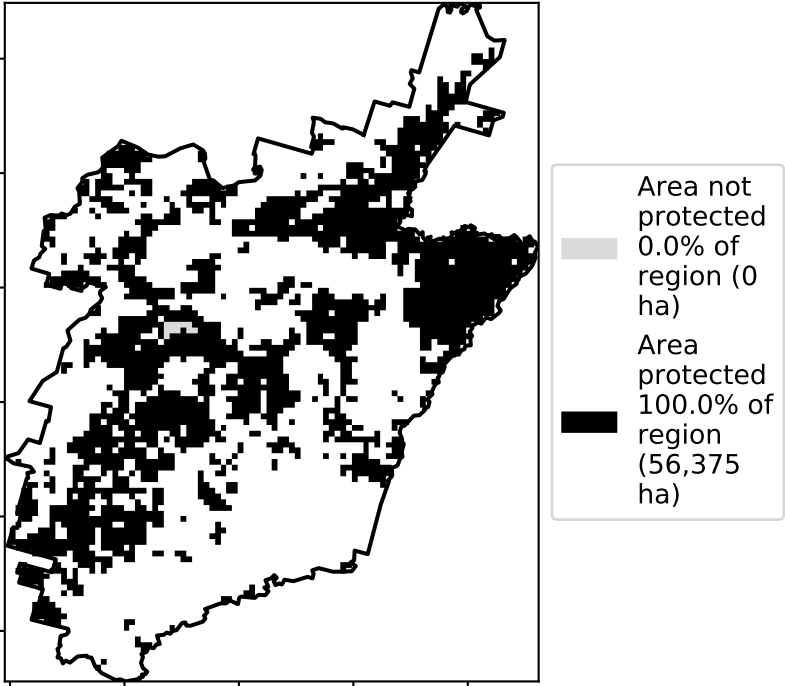 Area not
protected
0.0% of
region (0
ha)
Area
protected
100.0% of
region
(56,375
ha)